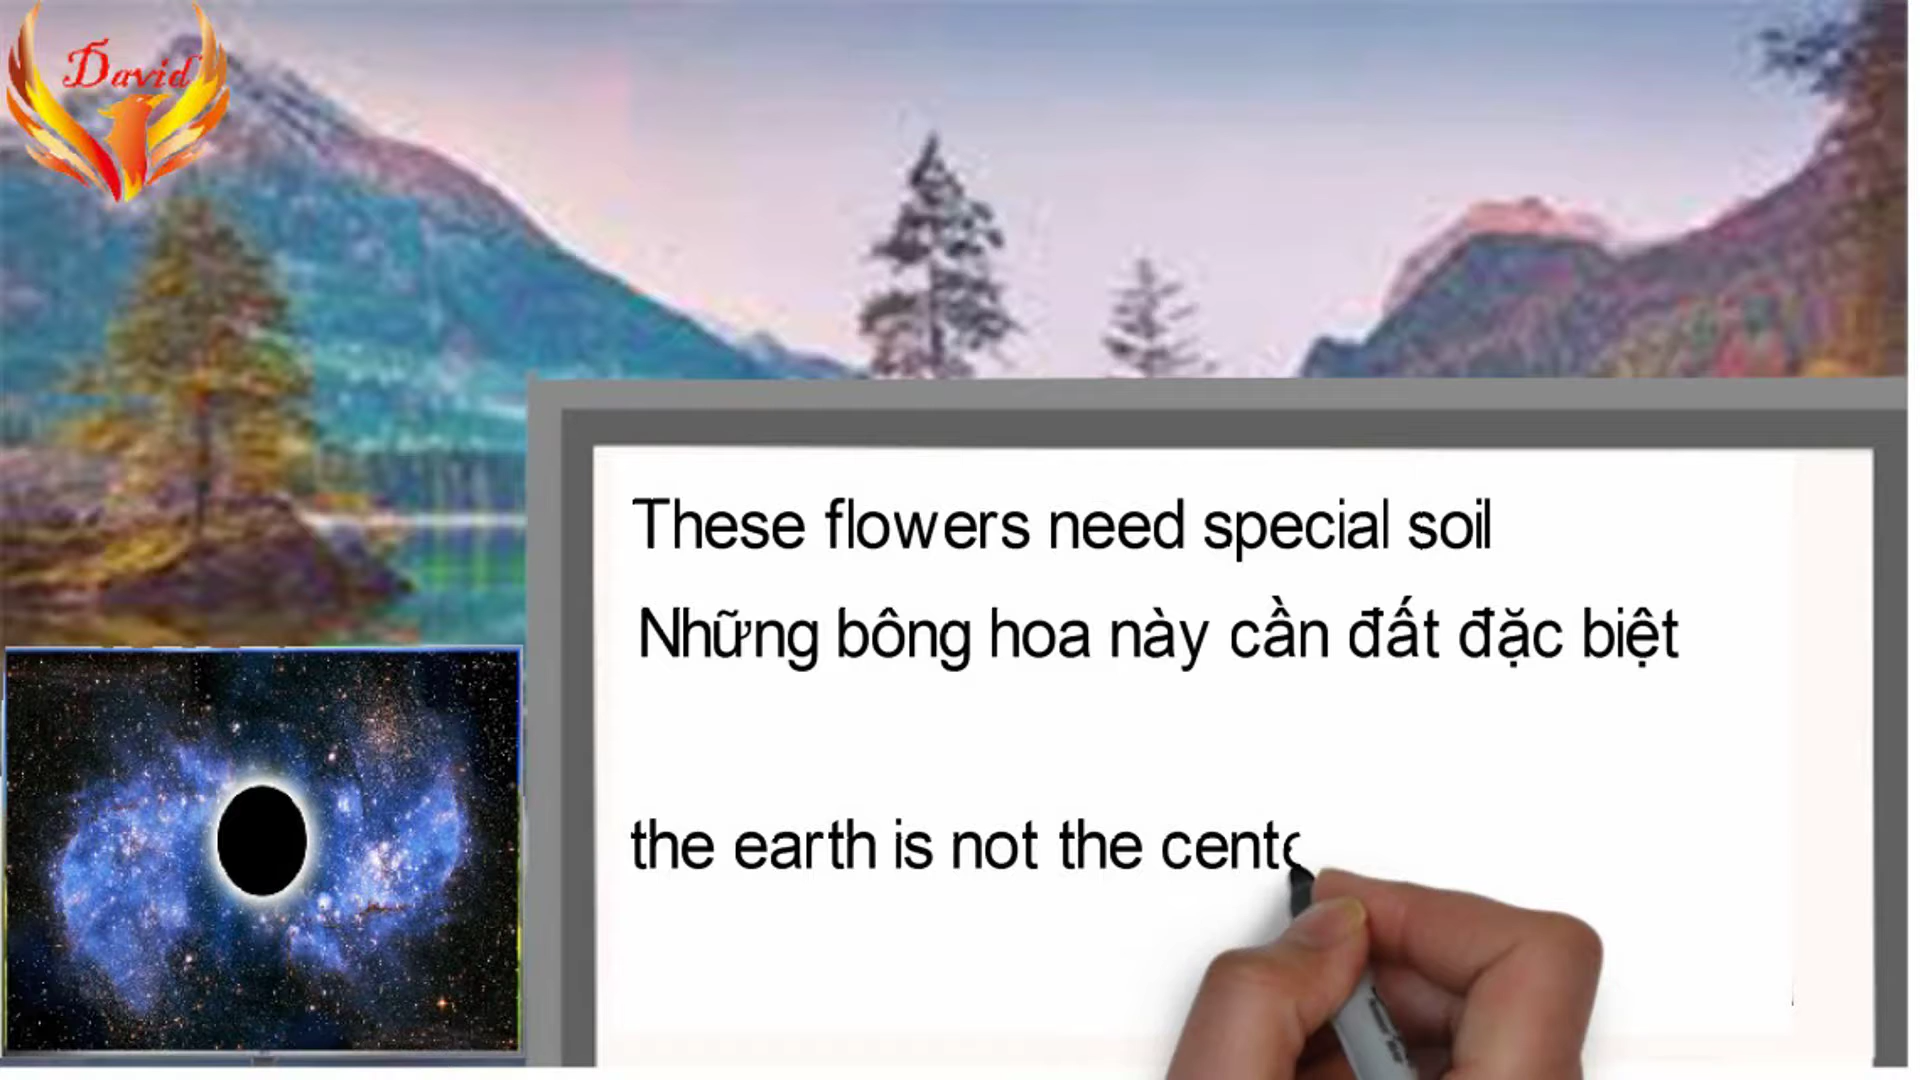 David
These flowers need special soil
Những bông hoa này cần đất đặc biệt
the earth is not the cent